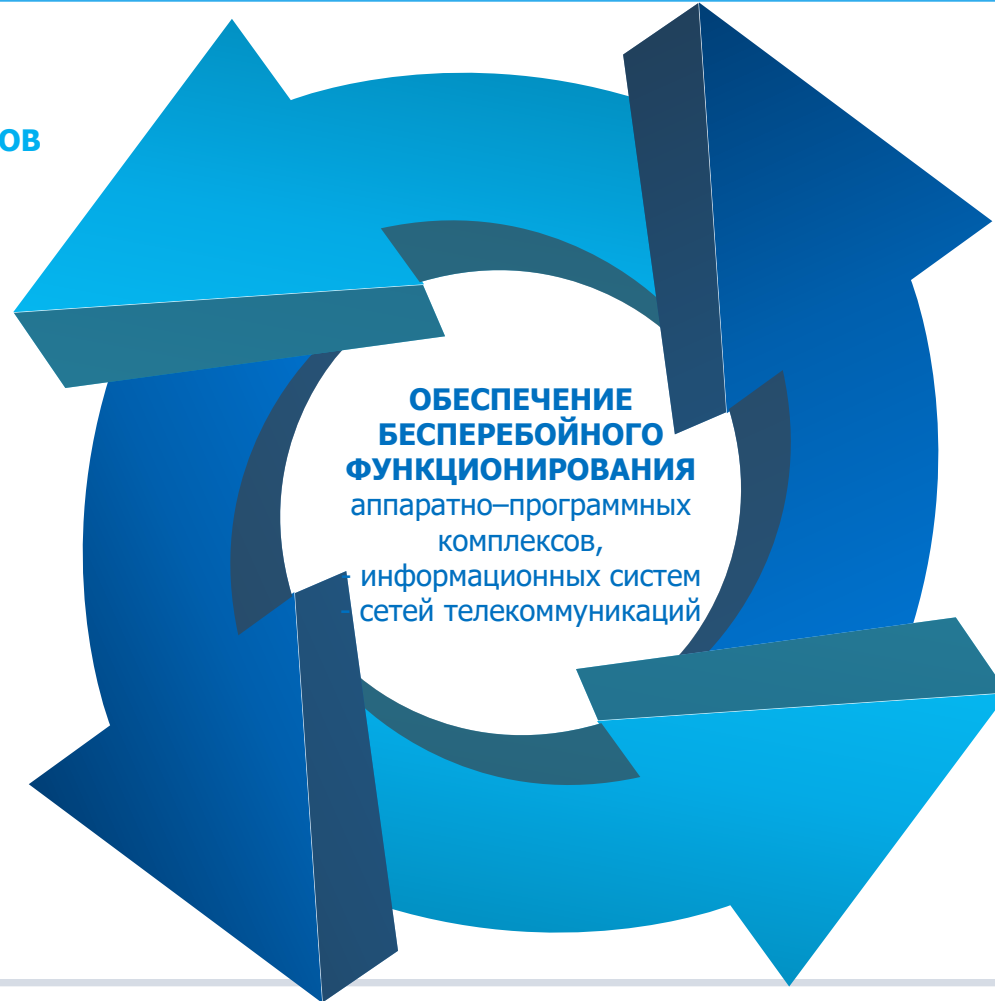 ОВ
ОБЕСПЕЧЕНИЕ
БЕСПЕРЕБОЙНОГО
ФУНКЦИОНИРОВАНИЯ
аппаратно–программных
комплексов,
- информационных систем
- сетей телекоммуникаций